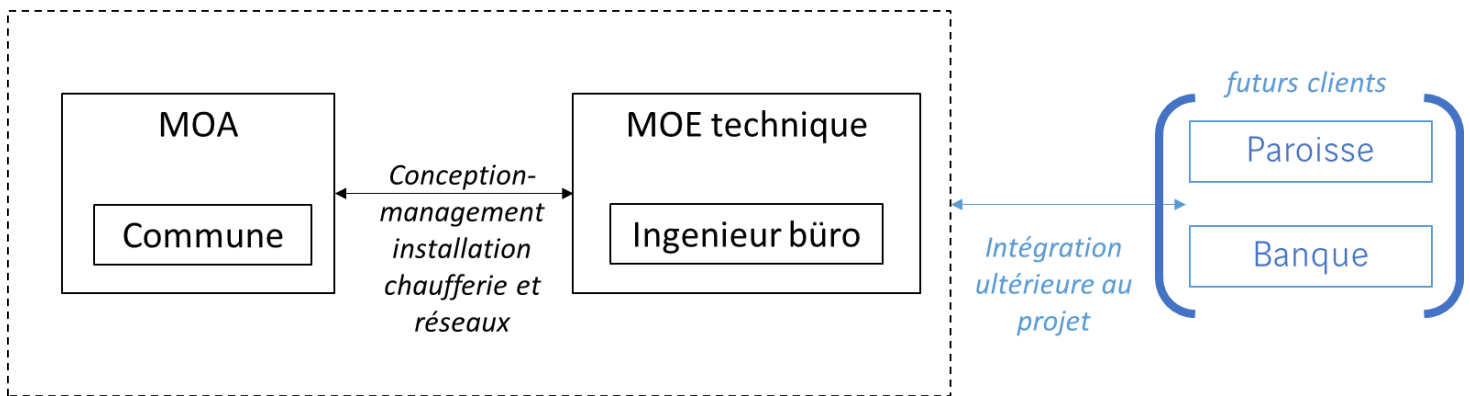 MOA
Commune
Conception-
management
installation
chaufferie et
réseaux
MOE technique
Ingenieur büro
Intégration
ultérieure au
projet
futurs clients
Paroisse
Banque